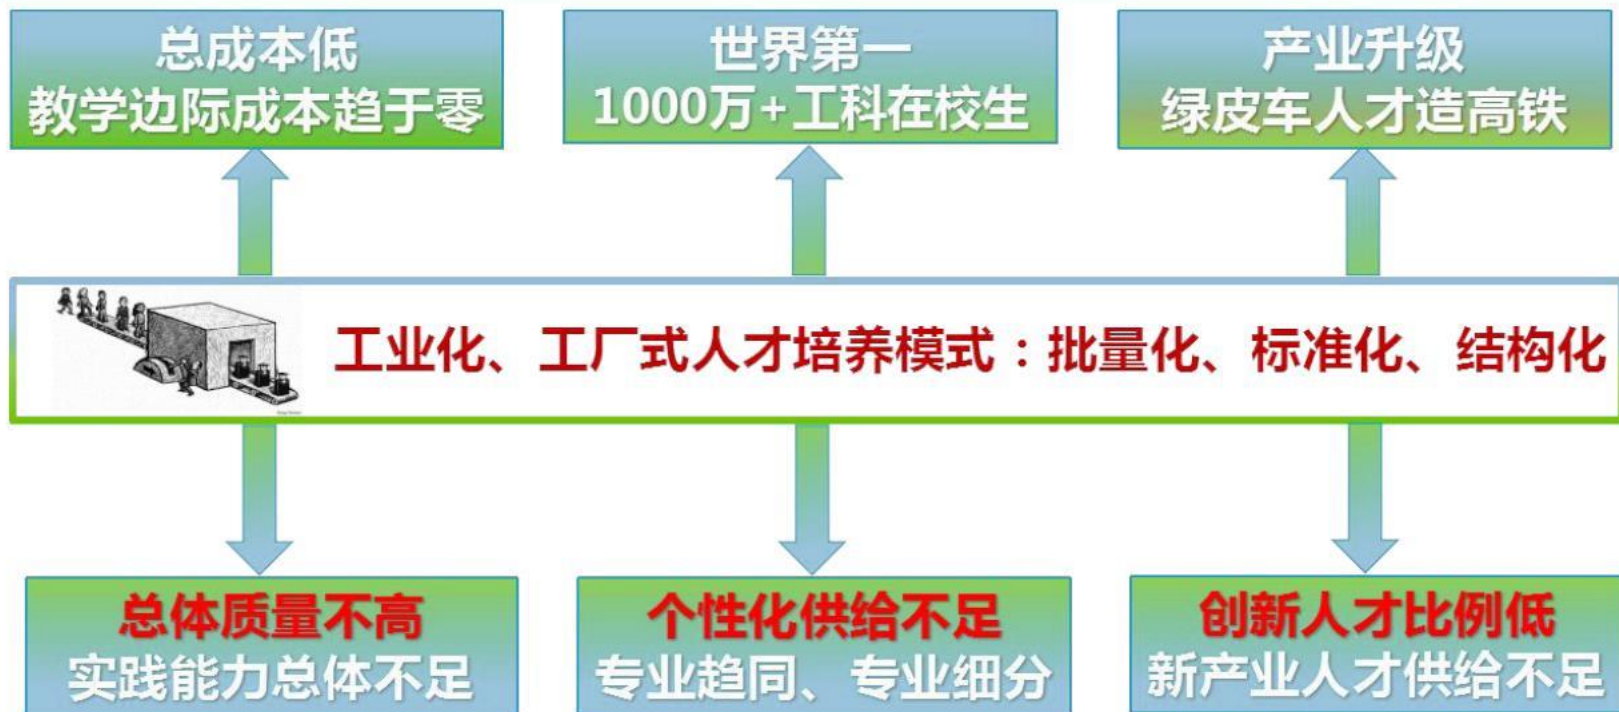 总成本低
教学边际成本趋于零
世界第一
1000万+工科在校生
产业升级
绿皮车人才造高铁
工业化、工厂式人才培养模式：批量化、标准化、结构化
总体质量不高
实践能力总体不足
个性化供给不足
专业趋同、专业细分
创新人才比例低
新产业人才供给不足